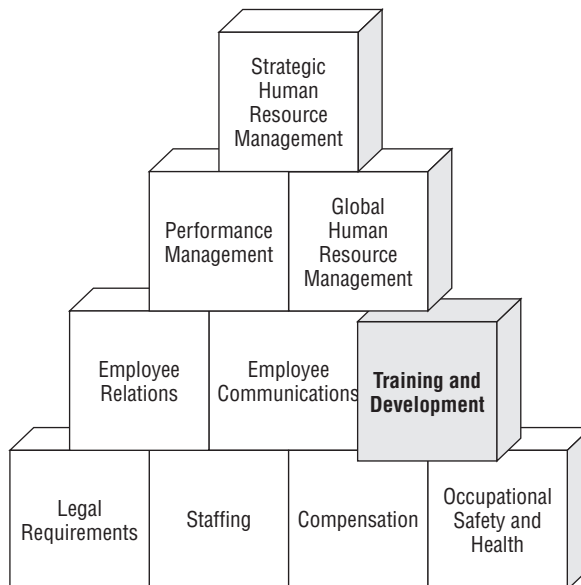 Strategic
Human
Resource
Management
Performance
Management
Global
Human
Resource
Management
Employee
Relations
Employee
Communications
Training and
Development
Legal
Requirements
Staffing
Compensation
Occupational
Safety and
Health